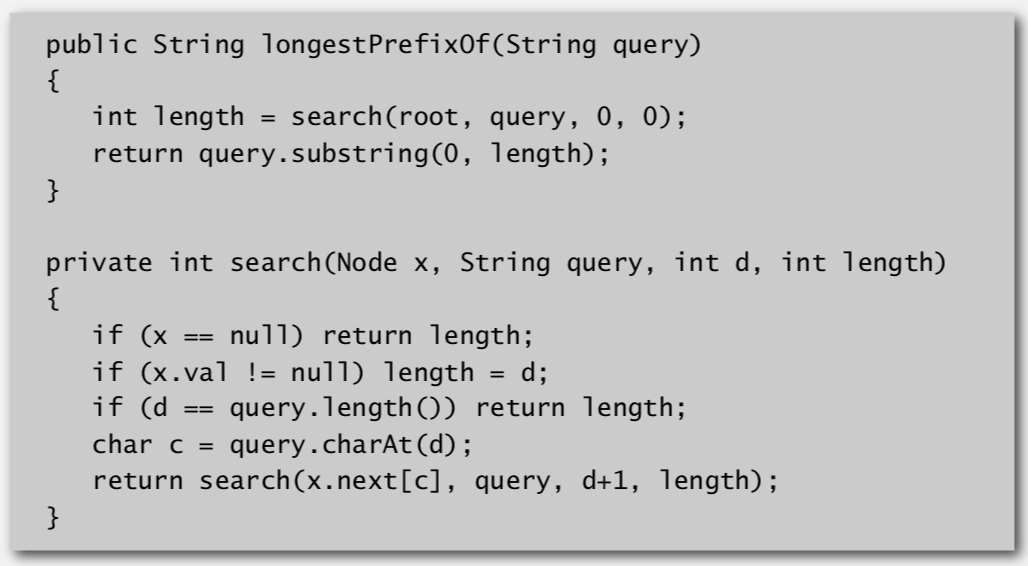 public String longestPrefixOf(String query)
{
   int length = search(root, query, 0, 0);
   return query.substring(0, length);
}

private int search(Node x, String query, int d, int length)
{
   if (x == null) return length;
   if (x.val != null) length = d;
   if (d == query.length()) return length;
   char c = query.charAt(d);
   return search(x.next[c], query, d+1, length);
}